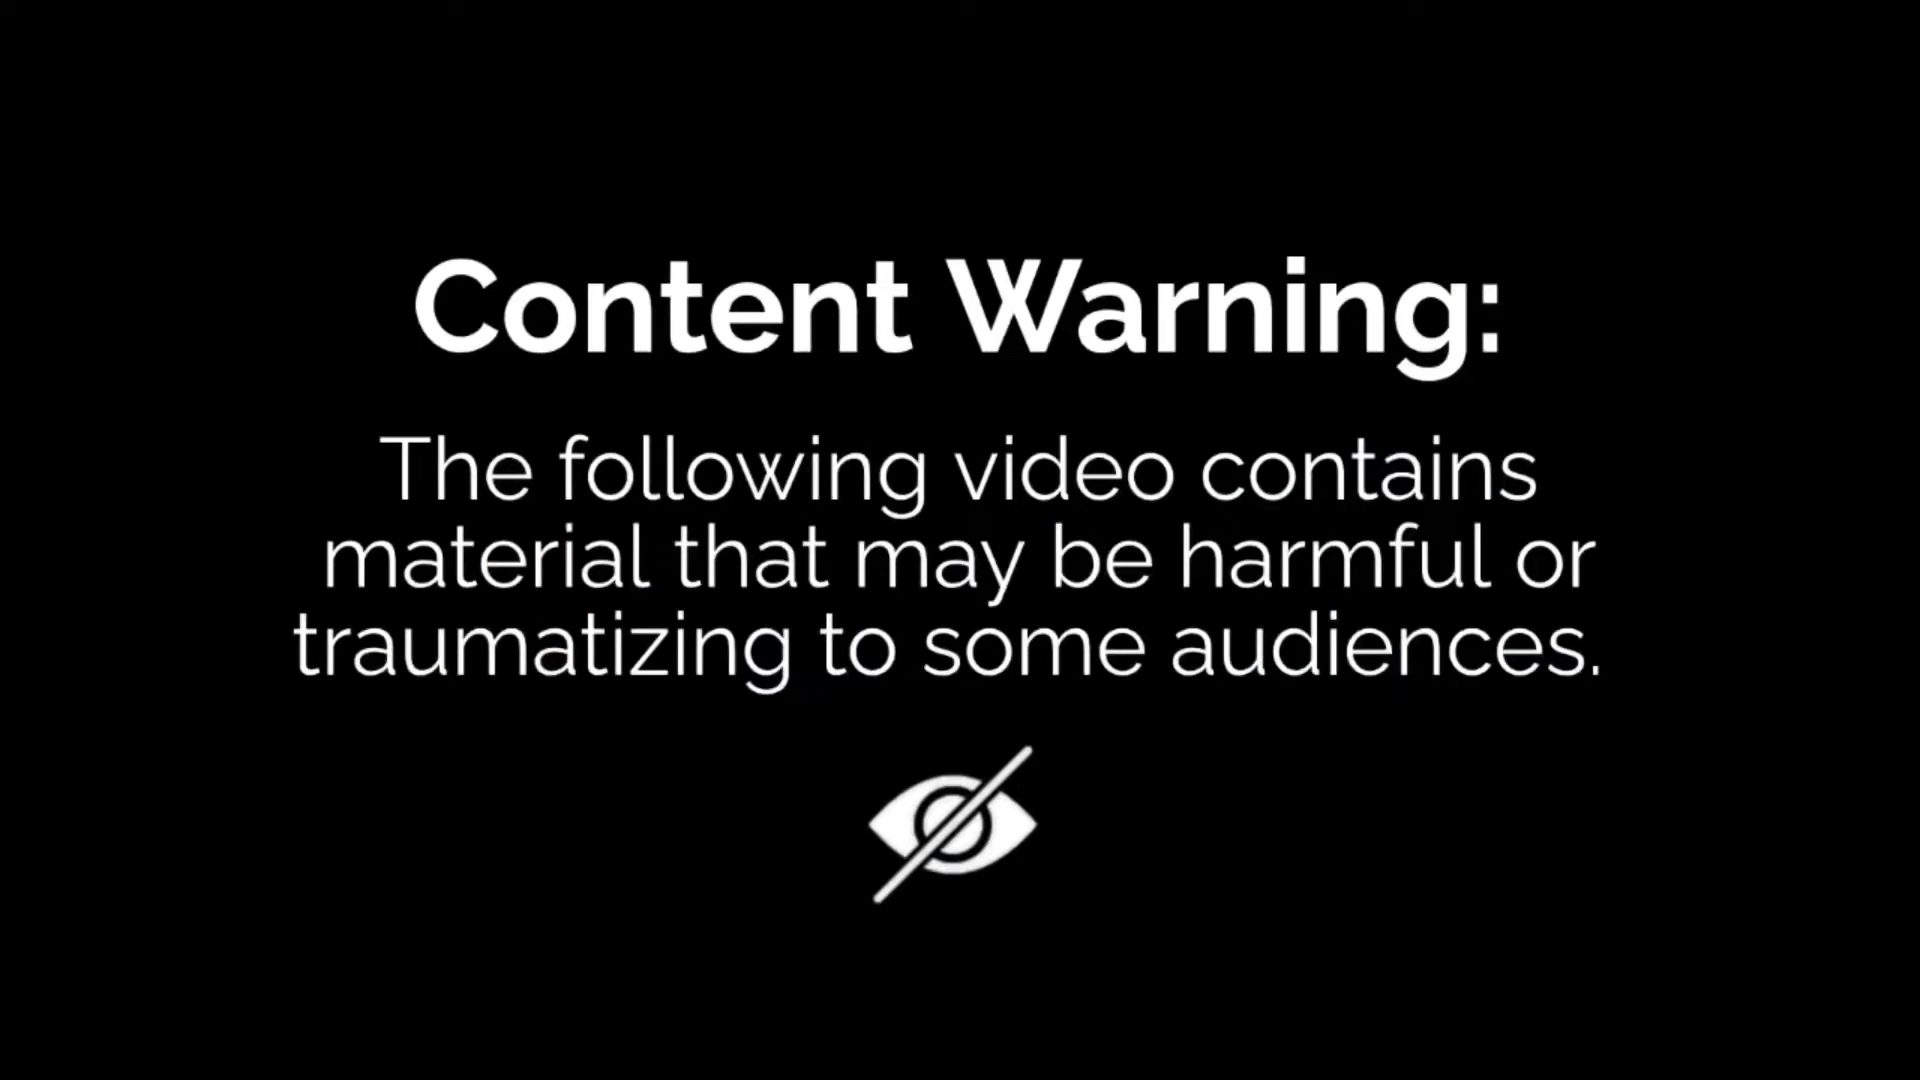 Content Warning:
The following video contains
material that may be harmful or
traumatizing to some audiences.